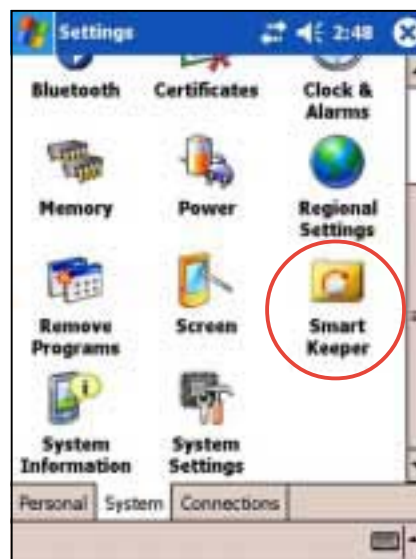 Settings 2:48
Bluetooth Certificates Clock &
Alarms
Memory Power Regional
Settings
Remove Screen Smart
Programs Keeper
System System
Information Settings
Personal System Connections